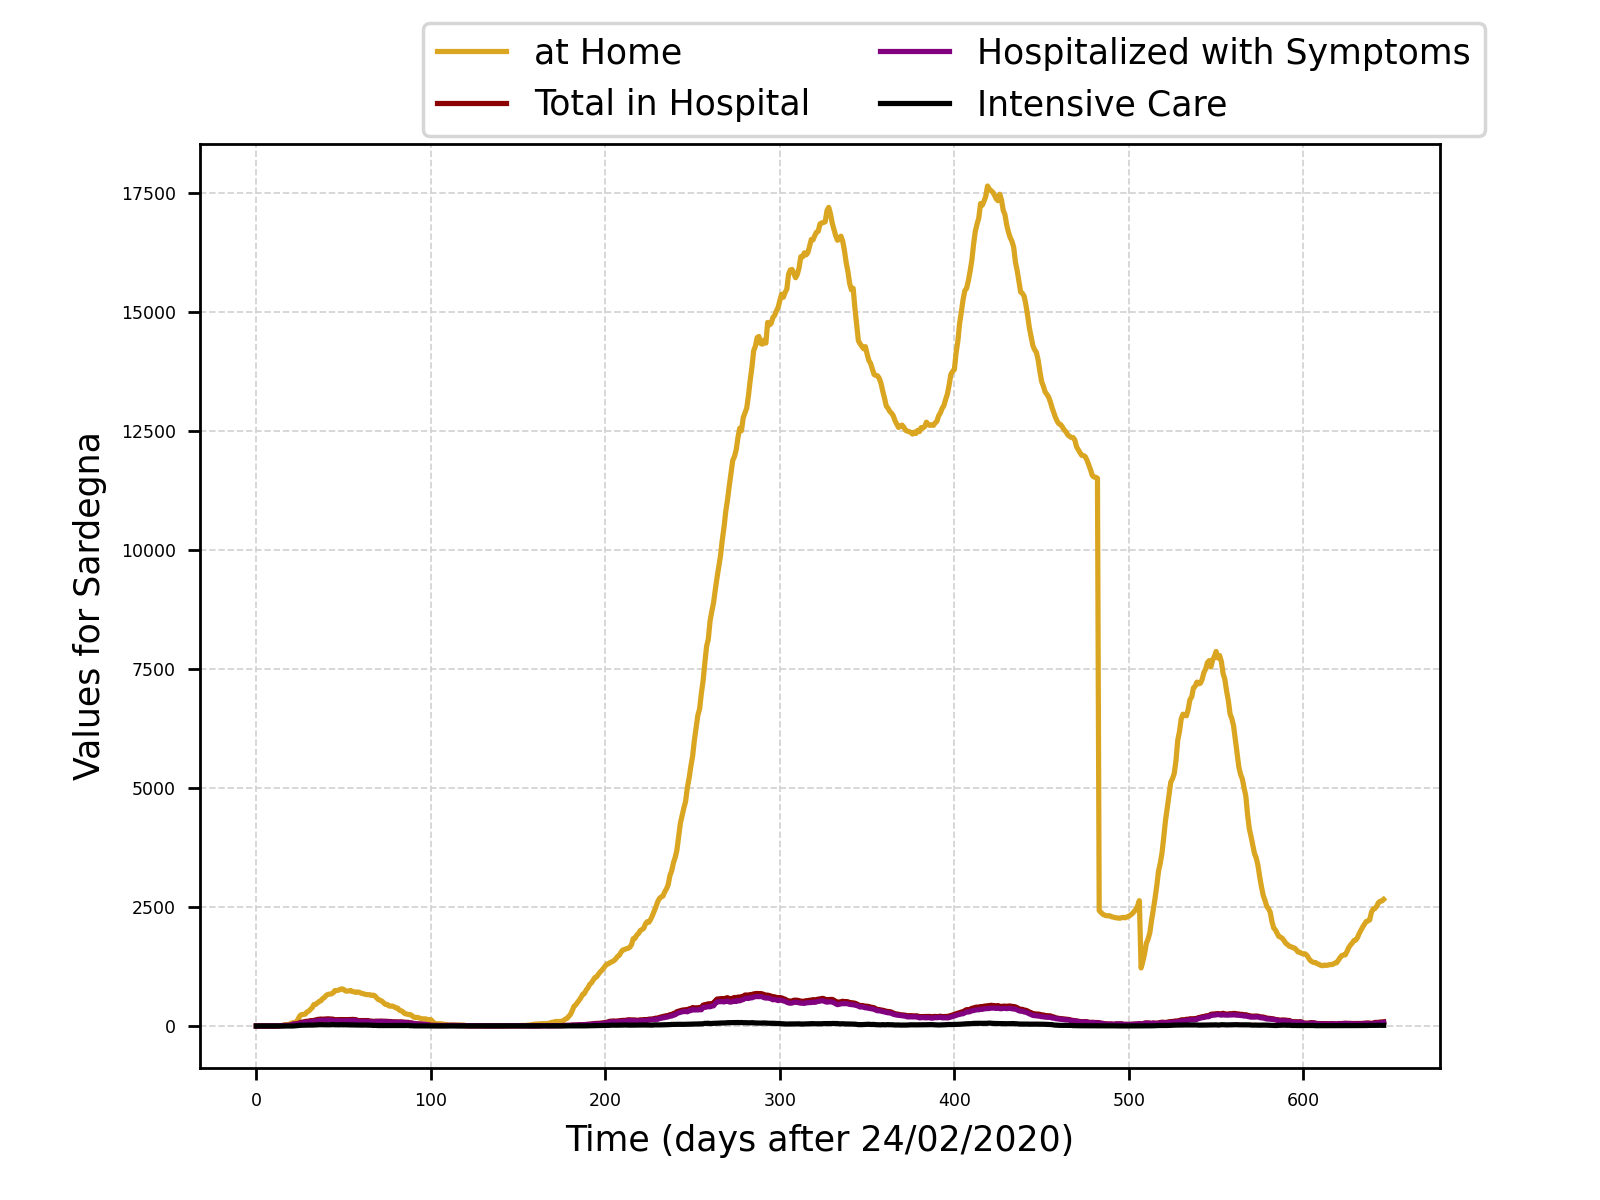 at Home
Total in Hospital
Hospitalized with Symptoms
Intensive Care
17500
15000
12500
10000
7500
5000
2500
0
Values for Sardegna
0 100 200 300 400 500 600
Time (days after 24/02/2020)